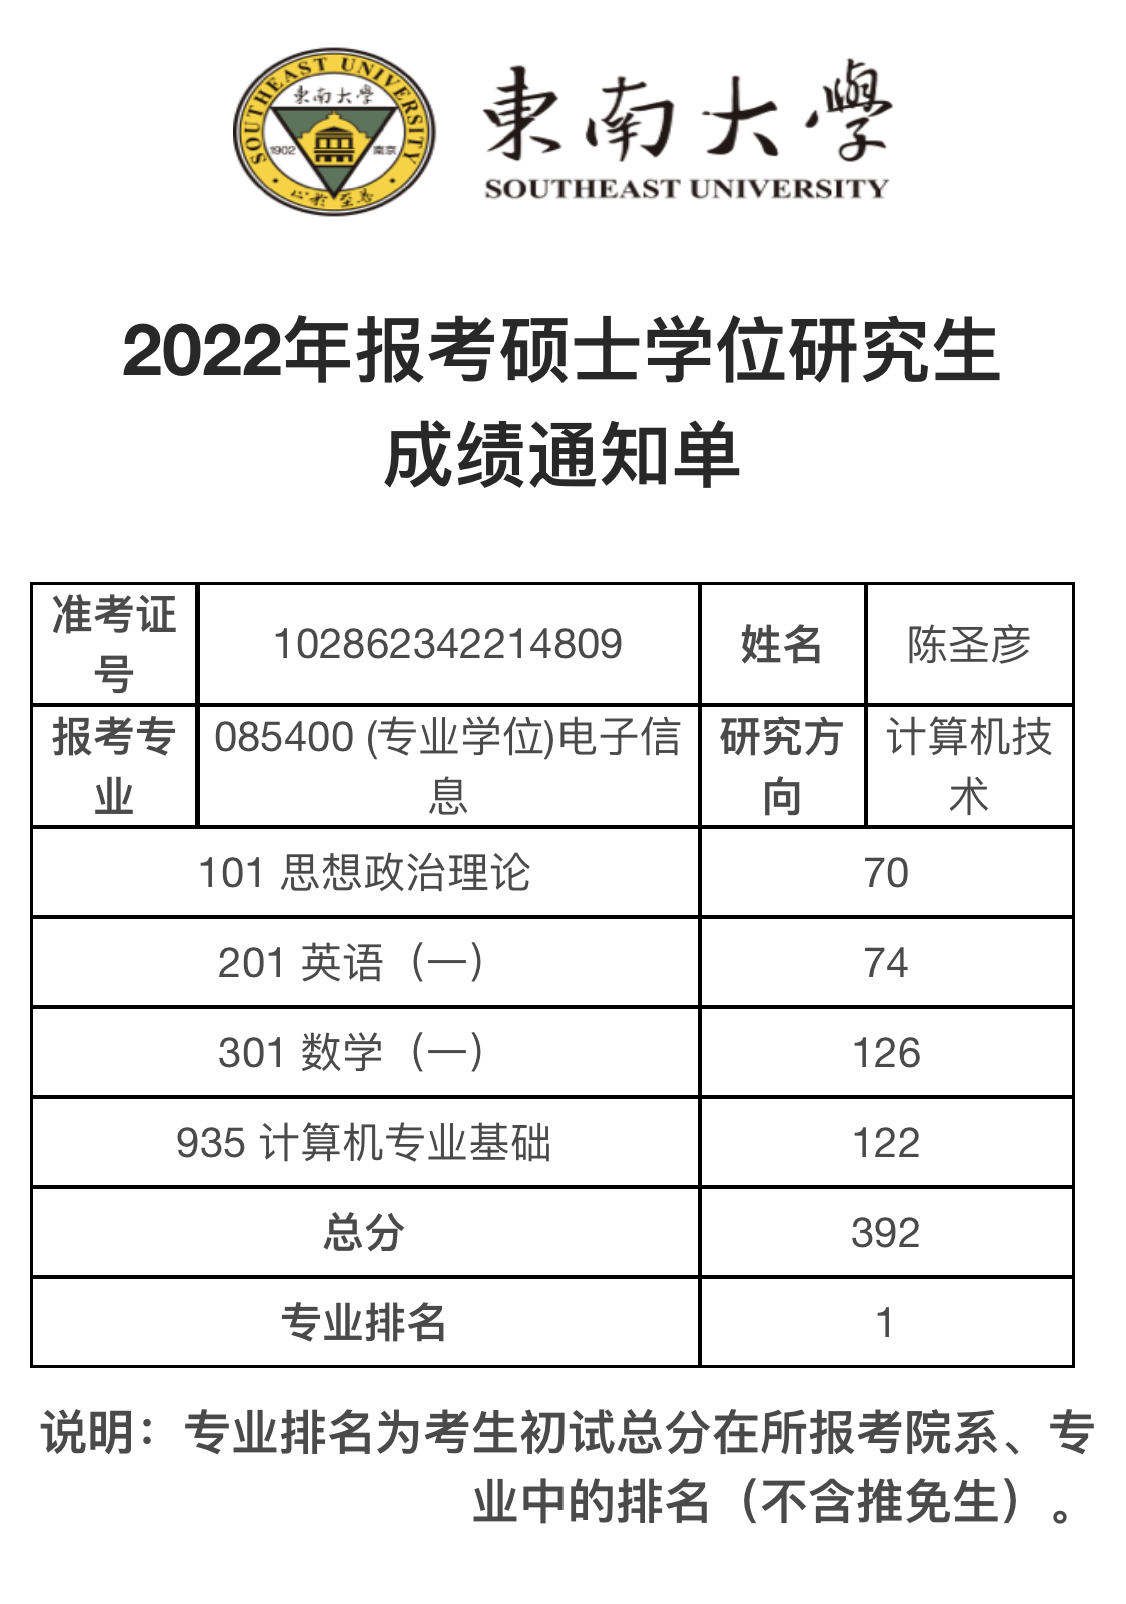 SOUTHEAST UNIVERSITY
東南大學
1902 南京
東南大學
SOUTHEAST UNIVERSITY
2022年报考硕士学位研究生
成绩通知单
准考证号 102862342214809 姓名 陈圣彦
报考专业 085400 (专业学位)电子信息 研究方向 计算机技术
101 思想政治理论 70
201 英语（一） 74
301 数学（一） 126
935 计算机专业基础 122
总分 392
专业排名 1
说明：专业排名为考生初试总分在所报考院系、专
业中的排名（不含推免生）。